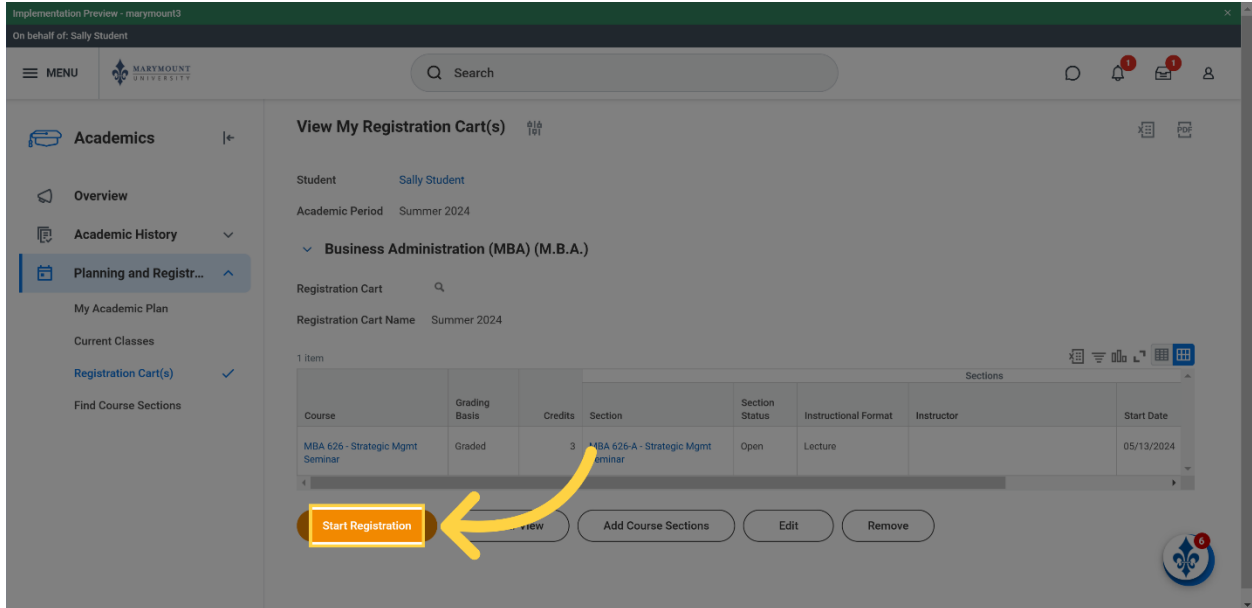 Implementation Preview - marymount3
On behalf of: Sally Student
MENU
MARYMOUNT
UNIVERSITY
Search
1
1
Academics
Overview
Academic History
Planning and Registr...
My Academic Plan
Current Classes
Registration Cart(s)
Find Course Sections
View My Registration Cart(s)
PDF
Student Sally Student
Academic Period Summer 2024
Business Administration (MBA) (M.B.A.)
Registration Cart
Registration Cart Name Summer 2024
1 item
Sections
Course Grading Basis Credits Section Section Status Instructional Format Instructor Start Date
MBA 626 - Strategic Mgmt Graded 3 MBA 626-A - Strategic Mgmt Open Lecture 05/13/2024
Seminar Seminar
Start Registration View Add Course Sections Edit Remove
6